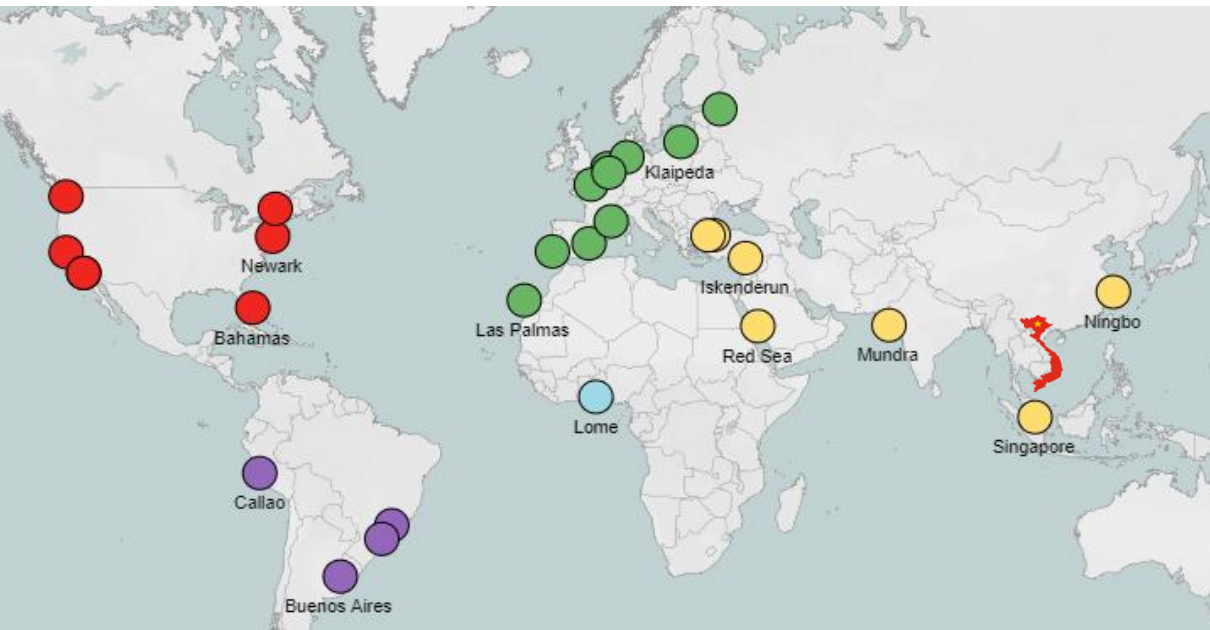 Klaipeda
Newark
Iskenderun
Las Palmas
Bahamas
Red Sea
Mundra
Ningbo
Lome
Singapore
Callao
Buenos Aires